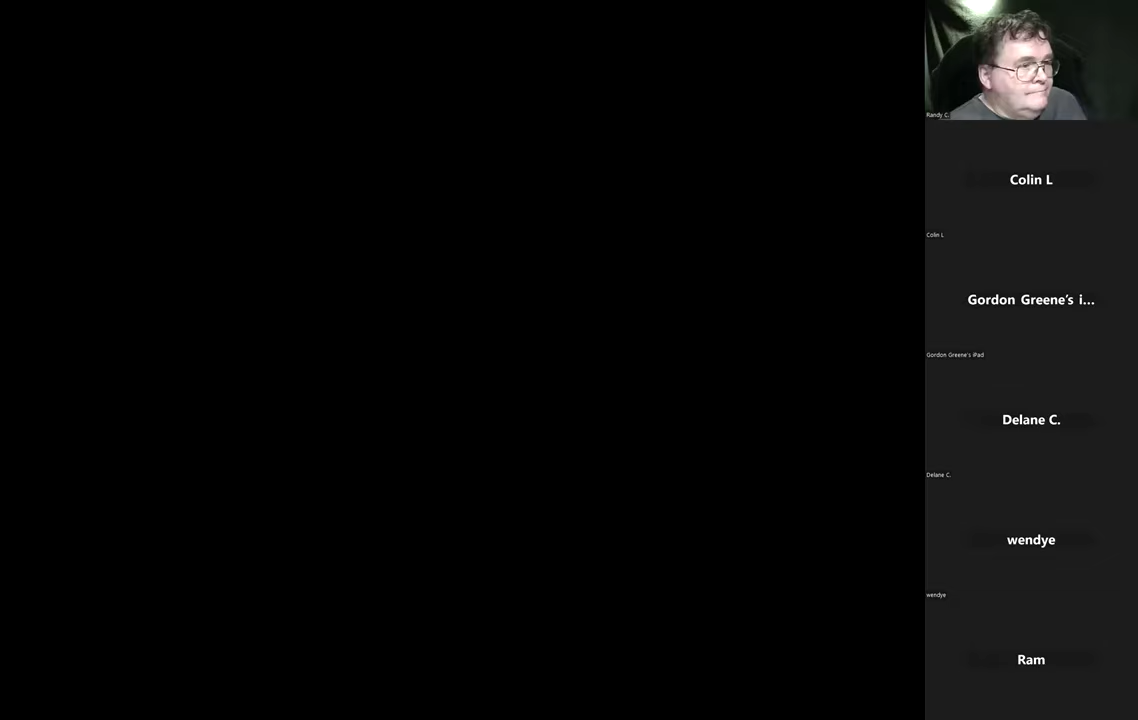 Randy C.
Colin L
Colin L
Gordon Greene's i...
Gordon Greene's iPad
Delane C.
Delane C.
wendye
wendye
Ram